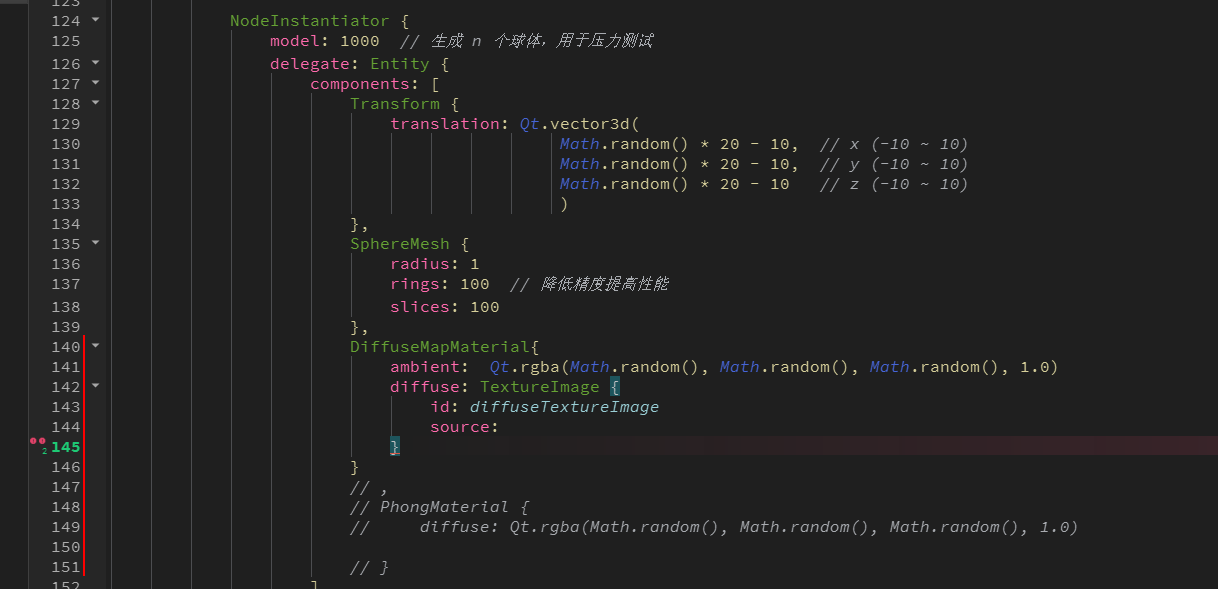 123
124 NodeInstantiator {
125 model: 1000 // 生成 n 个球体，用于压力测试
126 delegate: Entity {
127 components: [
128 Transform {
129 translation: Qt.vector3d(
130 Math.random() * 20 - 10, // x (-10 ~ 10)
131 Math.random() * 20 - 10, // y (-10 ~ 10)
132 Math.random() * 20 - 10 // z (-10 ~ 10)
133 )
134 },
135 SphereMesh {
136 radius: 1
137 rings: 100 // 降低精度提高性能
138 slices: 100
139 },
140 DiffuseMapMaterial{
141 ambient: Qt.rgba(Math.random(), Math.random(), Math.random(), 1.0)
142 diffuse: TextureImage {
143 id: diffuseTextureImage
144 source:
2 145 }
146 }
147 // ,
148 // PhongMaterial {
149 // diffuse: Qt.rgba(Math.random(), Math.random(), Math.random(), 1.0)
150
151 // }
152 ]